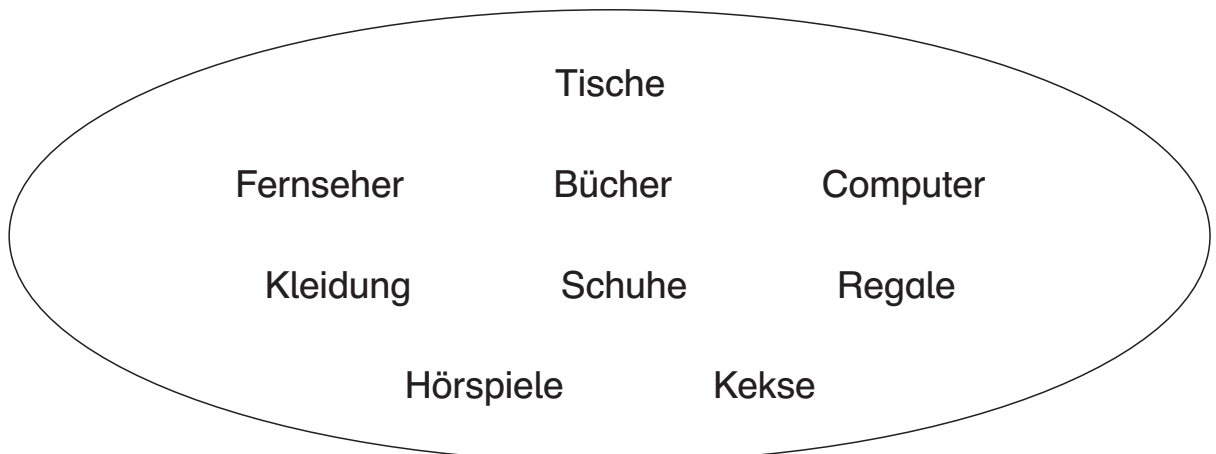 Tische
Fernseher Bücher Computer
Kleidung Schuhe Regale
Hörspiele Kekse